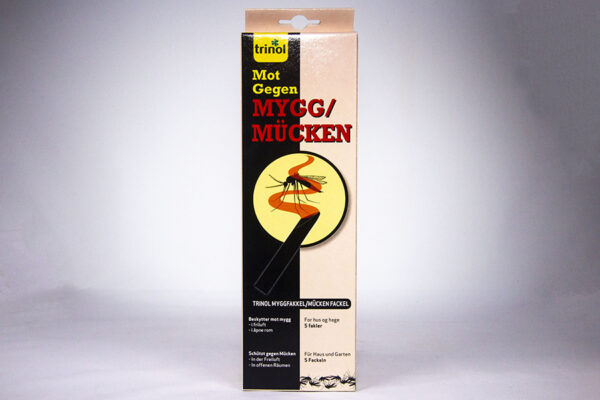 trinol
Mot
Gegen
MYGG/
MÜCKEN
TRINOL MYGGFAKKEL/MÜCKEN FACKEL
Beskytter mot mygg
- i friluft
- i åpne rom
For hus og hage
5 fakler
Schützt gegen Mücken
- in der Freiluft
- in offenen Räumen
Für Haus und Garten
5 Fackeln